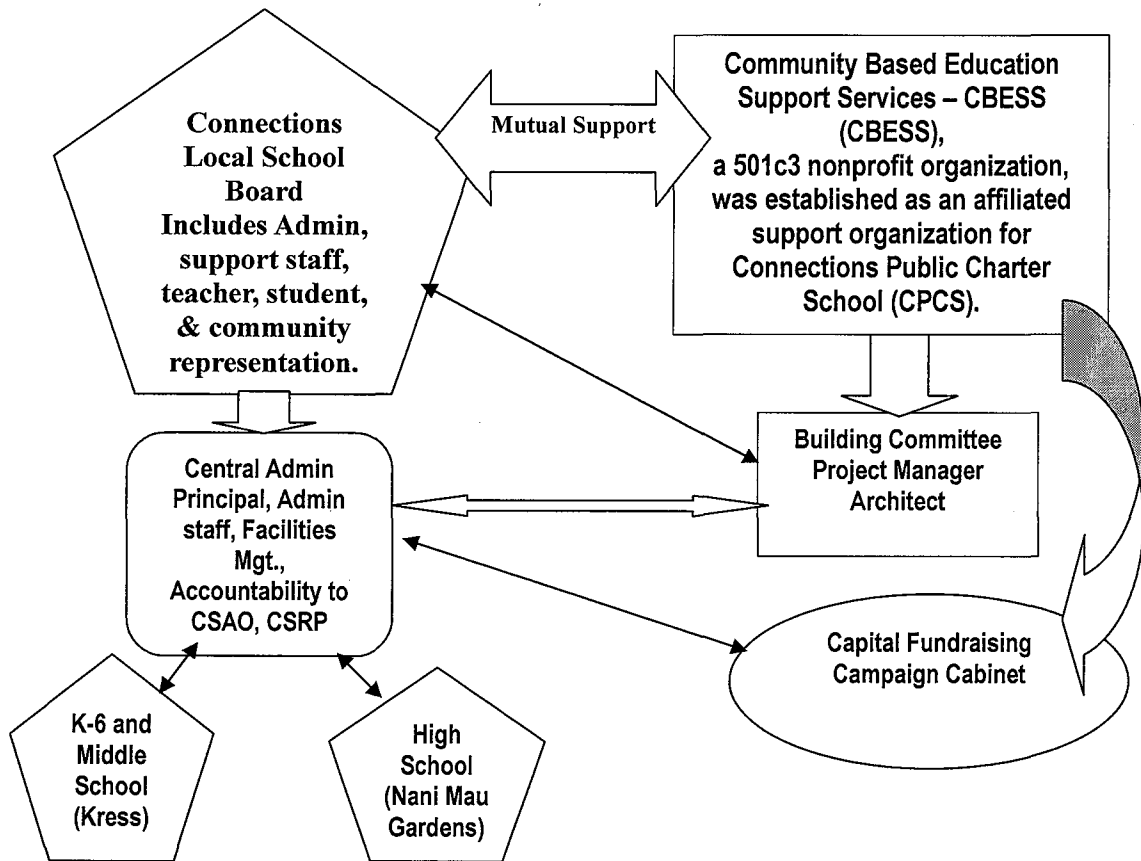 Connections
Local School
Board
Includes Admin,
support staff,
teacher, student,
& community
representation.
Mutual Support
Community Based Education
Support Services – CBESS
(CBESS),
a 501c3 nonprofit organization,
was established as an affiliated
support organization for
Connections Public Charter
School (CPCS).
Central Admin
Principal, Admin
staff, Facilities
Mgt.,
Accountability to
CSAO, CSRP
Building Committee
Project Manager
Architect
Capital Fundraising
Campaign Cabinet
K-6 and
Middle
School
(Kress)
High
School
(Nani Mau
Gardens)